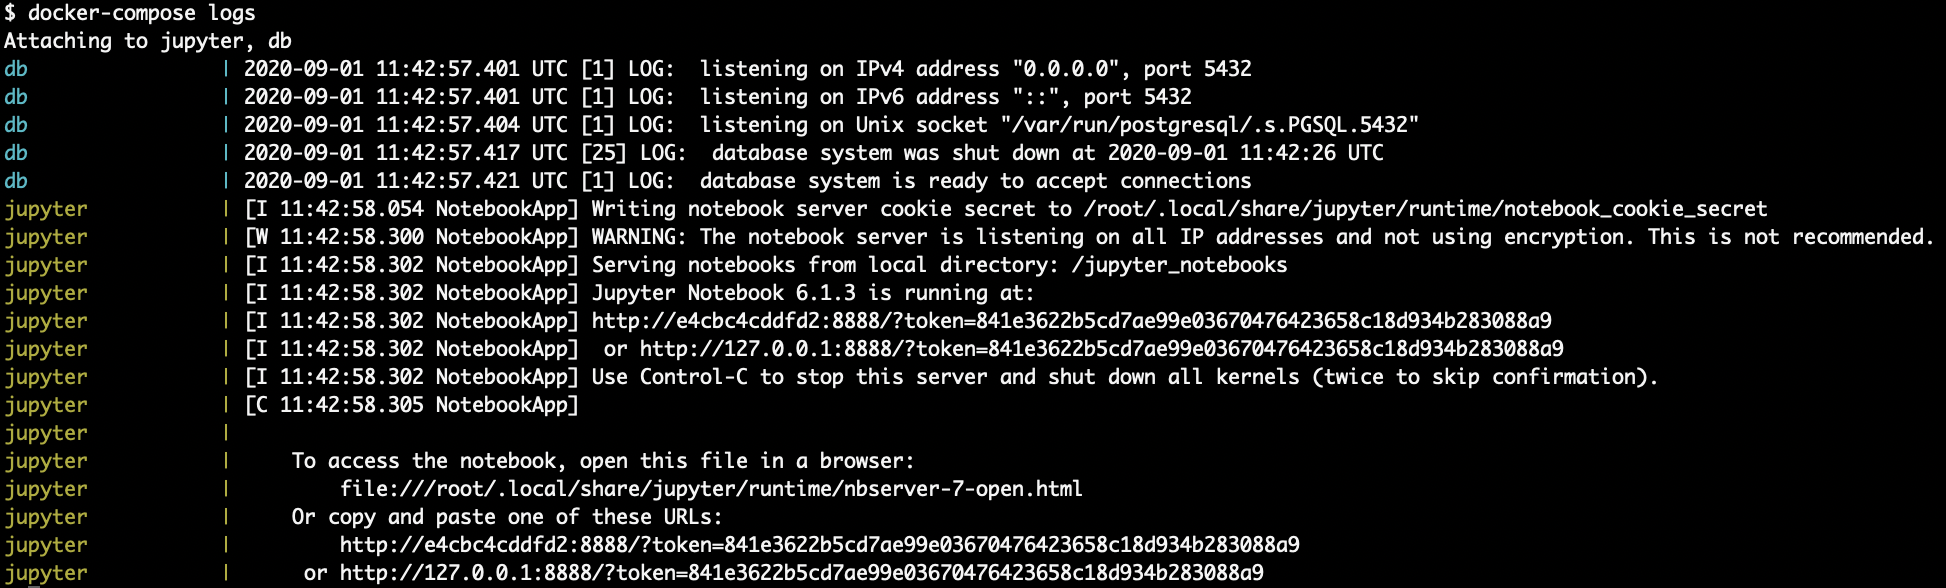 $ docker-compose logs
Attaching to jupyter, db
db                | 2020-09-01 11:42:57.401 UTC [1] LOG:  listening on IPv4 address "0.0.0.0", port 5432
db                | 2020-09-01 11:42:57.401 UTC [1] LOG:  listening on IPv6 address "::", port 5432
db                | 2020-09-01 11:42:57.404 UTC [1] LOG:  listening on Unix socket "/var/run/postgresql/.s.PGSQL.5432"
db                | 2020-09-01 11:42:57.417 UTC [25] LOG:  database system was shut down at 2020-09-01 11:42:26 UTC
db                | 2020-09-01 11:42:57.421 UTC [1] LOG:  database system is ready to accept connections
jupyter           | [I 11:42:58.054 NotebookApp] Writing notebook server cookie secret to /root/.local/share/jupyter/runtime/notebook_cookie_secret
jupyter           | [W 11:42:58.300 NotebookApp] WARNING: The notebook server is listening on all IP addresses and not using encryption. This is not recommended.
jupyter           | [I 11:42:58.302 NotebookApp] Serving notebooks from local directory: /jupyter_notebooks
jupyter           | [I 11:42:58.302 NotebookApp] Jupyter Notebook 6.1.3 is running at:
jupyter           | [I 11:42:58.302 NotebookApp] http://e4cbc4cddfd2:8888/?token=841e3622b5cd7ae99e03670476423658c18d934b283088a9
jupyter           | [I 11:42:58.302 NotebookApp]  or http://127.0.0.1:8888/?token=841e3622b5cd7ae99e03670476423658c18d934b283088a9
jupyter           | [I 11:42:58.302 NotebookApp] Use Control-C to stop this server and shut down all kernels (twice to skip confirmation).
jupyter           | [C 11:42:58.305 NotebookApp]
jupyter           |
jupyter           |     To access the notebook, open this file in a browser:
jupyter           |         file:///root/.local/share/jupyter/runtime/nbserver-7-open.html
jupyter           |     Or copy and paste one of these URLs:
jupyter           |         http://e4cbc4cddfd2:8888/?token=841e3622b5cd7ae99e03670476423658c18d934b283088a9
jupyter           |      or http://127.0.0.1:8888/?token=841e3622b5cd7ae99e03670476423658c18d934b283088a9